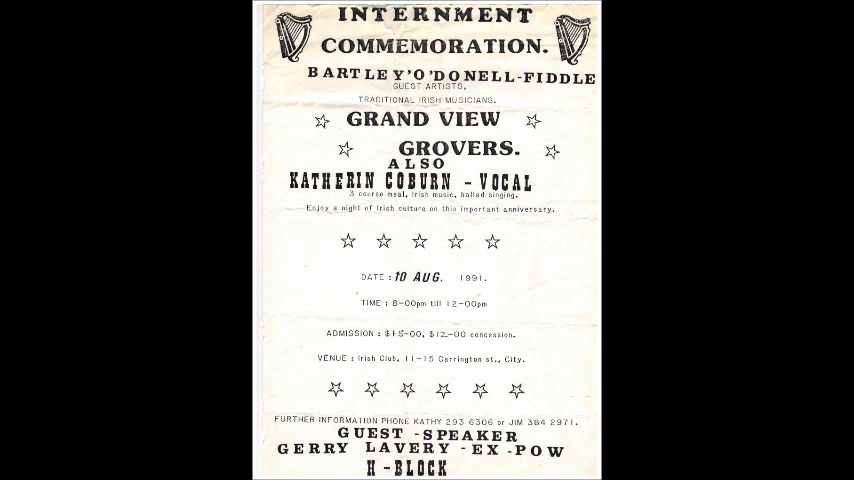 INTERNMENT
COMMEMORATION.
BARTLEY'O'DONELL-FIDDLE
GUEST ARTISTS.
TRADITIONAL IRISH MUSICIANS.
GRAND VIEW
GROVERS.
ALSO
KATHERIN COBURN - VOCAL
3 course meal, Irish music, ballad singing.
Enjoy a night of Irish culture on this important anniversary.
DATE : 10 AUG. 1991.
TIME : 8-00pm till 12-00pm
ADMISSION : $15-00, $12-00 concession.
VENUE : Irish Club, 11-15 Carrington st., City.
FURTHER INFORMATION PHONE KATHY 293 6306 or JIM 384 2971.
GUEST - SPEAKER
GERRY LAVERY - EX - POW
H - BLOCK